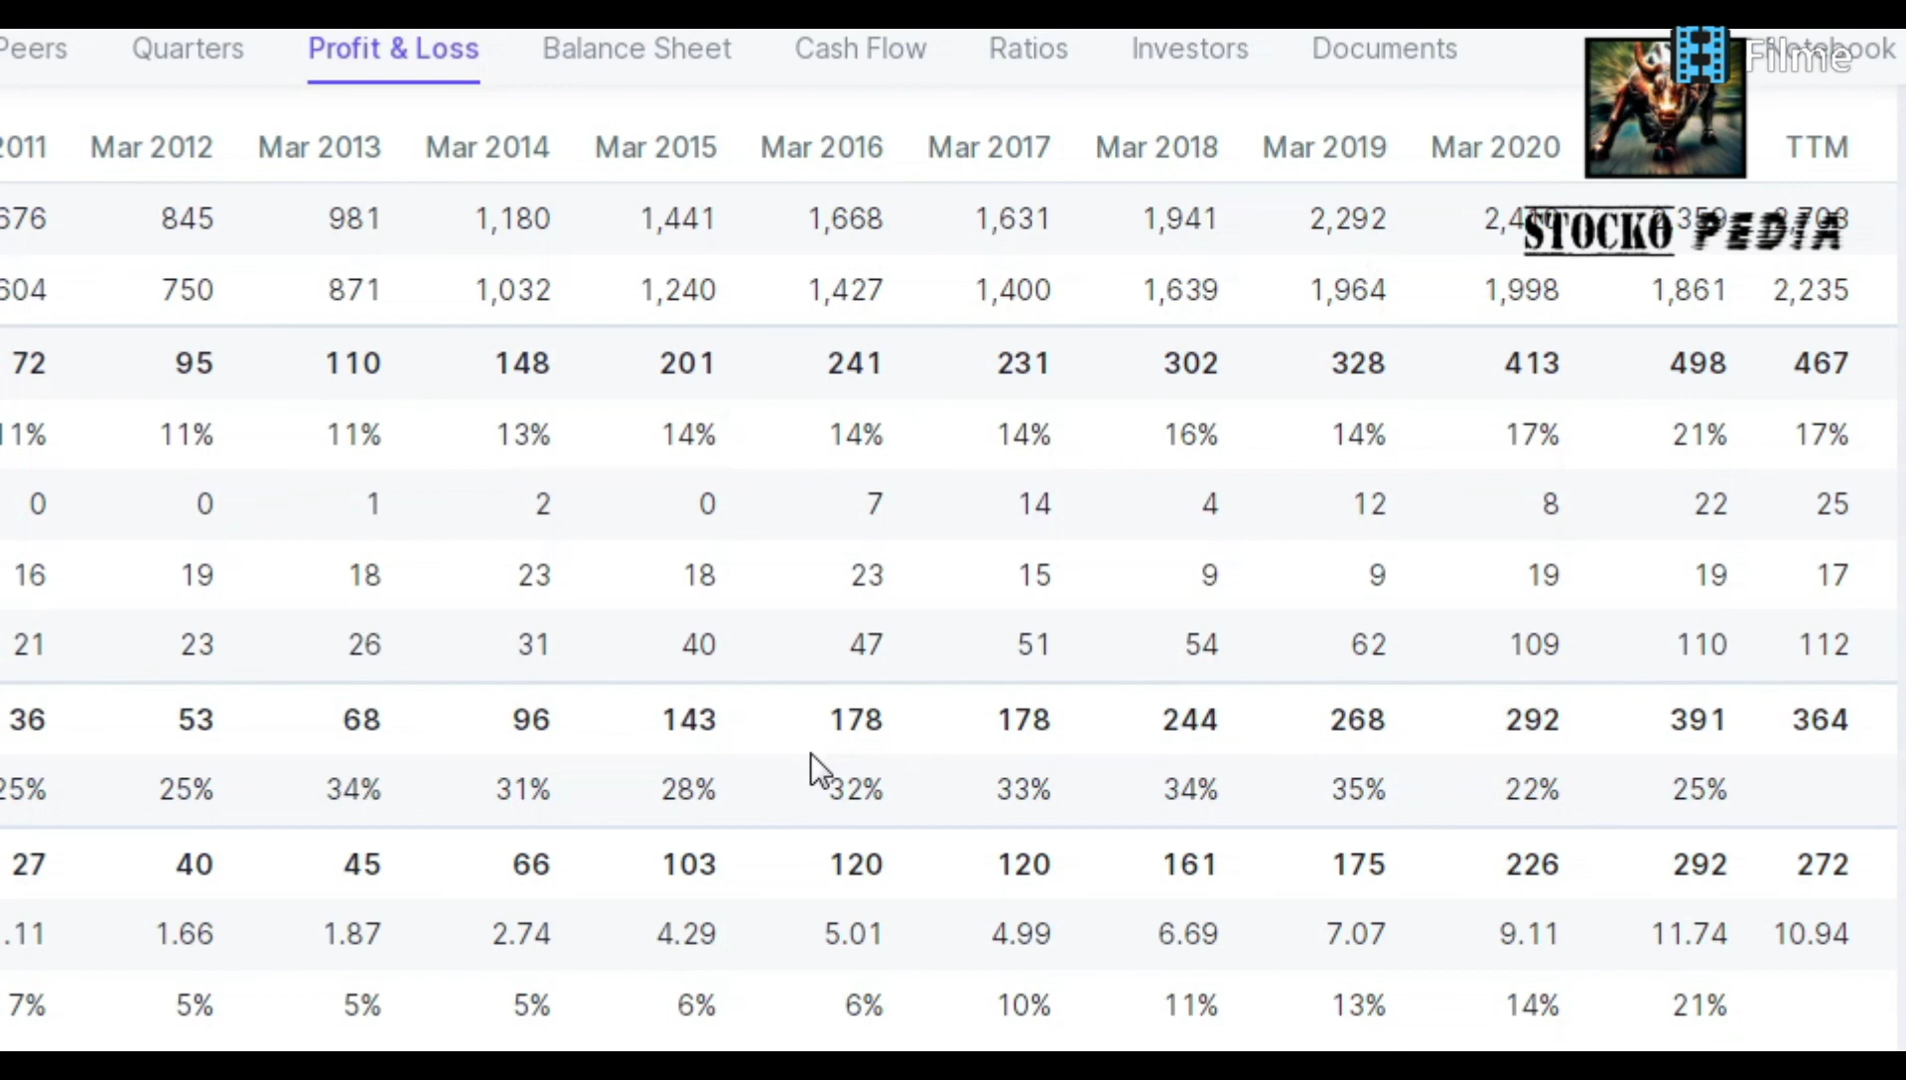 Peers Quarters Profit & Loss Balance Sheet Cash Flow Ratios Investors Documents Notebook
Filme
2011 Mar 2012 Mar 2013 Mar 2014 Mar 2015 Mar 2016 Mar 2017 Mar 2018 Mar 2019 Mar 2020 TTM
676 845 981 1,180 1,441 1,668 1,631 1,941 2,292
STOCKO PEDIA
604 750 871 1,032 1,240 1,427 1,400 1,639 1,964 1,998 1,861 2,235
72 95 110 148 201 241 231 302 328 413 498 467
11% 11% 11% 13% 14% 14% 14% 16% 14% 17% 21% 17%
0 0 1 2 0 7 14 4 12 8 22 25
16 19 18 23 18 23 15 9 9 19 19 17
21 23 26 31 40 47 51 54 62 109 110 112
36 53 68 96 143 178 178 244 268 292 391 364
25% 25% 34% 31% 28% 32% 33% 34% 35% 22% 25%
27 40 45 66 103 120 120 161 175 226 292 272
.11 1.66 1.87 2.74 4.29 5.01 4.99 6.69 7.07 9.11 11.74 10.94
7% 5% 5% 5% 6% 6% 10% 11% 13% 14% 21%